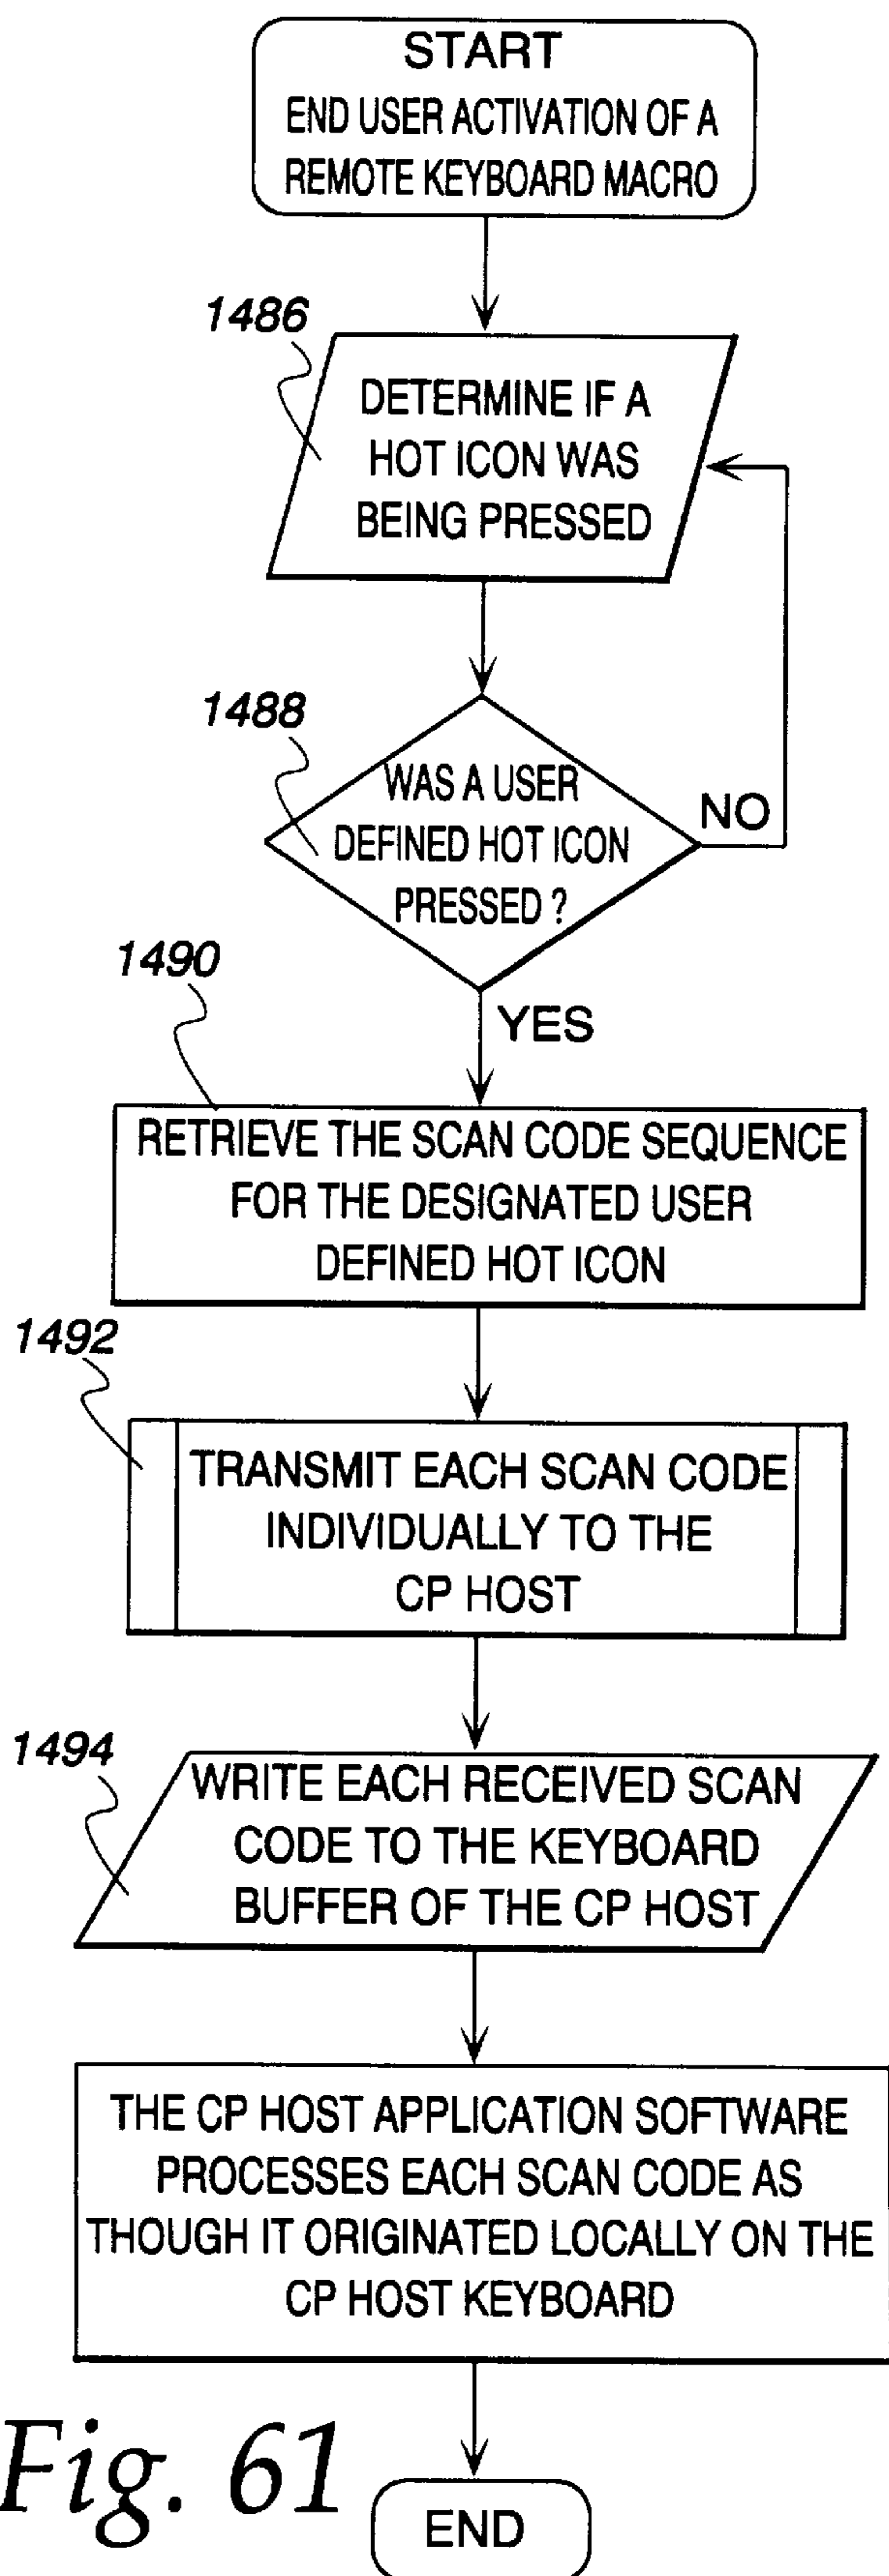 START
END USER ACTIVATION OF A
REMOTE KEYBOARD MACRO
1486
DETERMINE IF A
HOT ICON WAS
BEING PRESSED
1488
WAS A USER
DEFINED HOT ICON
PRESSED ?
NO
1490
YES
RETRIEVE THE SCAN CODE SEQUENCE
FOR THE DESIGNATED USER
DEFINED HOT ICON
1492
TRANSMIT EACH SCAN CODE
INDIVIDUALLY TO THE
CP HOST
1494
WRITE EACH RECEIVED SCAN
CODE TO THE KEYBOARD
BUFFER OF THE CP HOST
THE CP HOST APPLICATION SOFTWARE
PROCESSES EACH SCAN CODE AS
THOUGH IT ORIGINATED LOCALLY ON THE
CP HOST KEYBOARD
Fig. 61
END